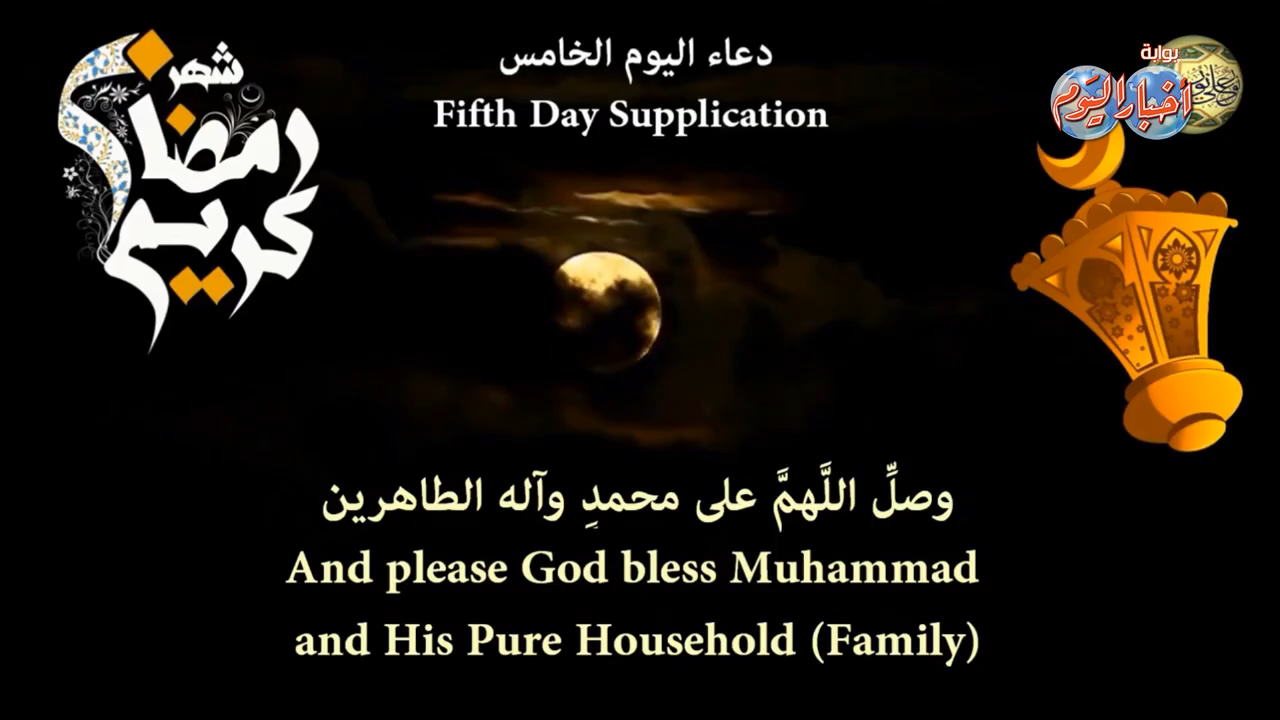 شهر
رمضان
كريم
دعاء اليوم الخامس
Fifth Day Supplication
بوابة
أخبار اليوم
وصلِّ اللَّهمَّ على محمدٍ وآله الطاهرين
And please God bless Muhammad
and His Pure Household (Family)